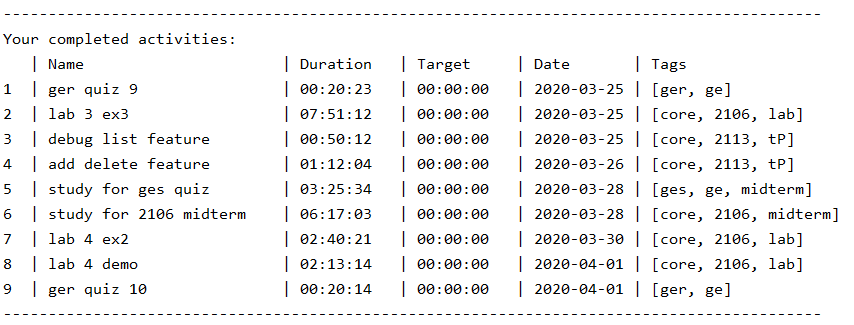 ------------------------------------------------------------------------------------------
Your completed activities:
   | Name                      | Duration   | Target     | Date       | Tags
1  | ger quiz 9                | 00:20:23   | 00:00:00   | 2020-03-25 | [ger, ge]
2  | lab 3 ex3                 | 07:51:12   | 00:00:00   | 2020-03-25 | [core, 2106, lab]
3  | debug list feature        | 00:50:12   | 00:00:00   | 2020-03-25 | [core, 2113, tP]
4  | add delete feature        | 01:12:04   | 00:00:00   | 2020-03-26 | [core, 2113, tP]
5  | study for ges quiz        | 03:25:34   | 00:00:00   | 2020-03-28 | [ges, ge, midterm]
6  | study for 2106 midterm    | 06:17:03   | 00:00:00   | 2020-03-28 | [core, 2106, midterm]
7  | lab 4 ex2                 | 02:40:21   | 00:00:00   | 2020-03-30 | [core, 2106, lab]
8  | lab 4 demo                | 02:13:14   | 00:00:00   | 2020-04-01 | [core, 2106, lab]
9  | ger quiz 10               | 00:20:14   | 00:00:00   | 2020-04-01 | [ger, ge]
------------------------------------------------------------------------------------------